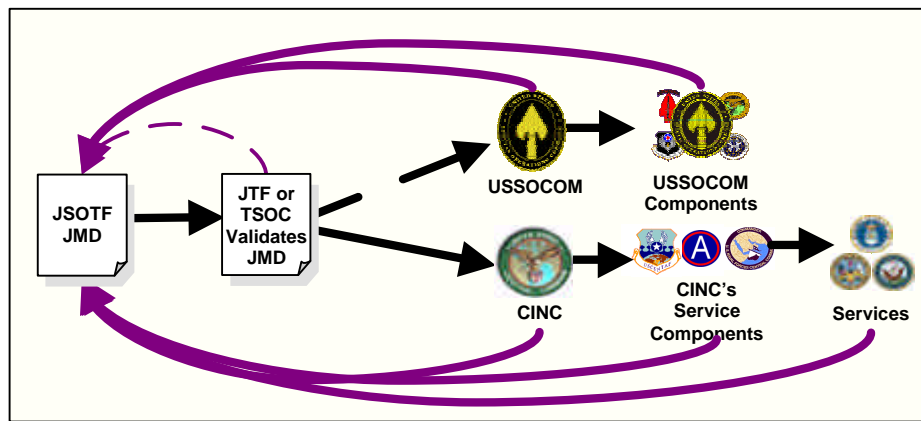 JSOTF
JMD
JTF or
TSOC
Validates
JMD
USSOCOM
USSOCOM
Components
CINC
CINC's
Service
Components
Services